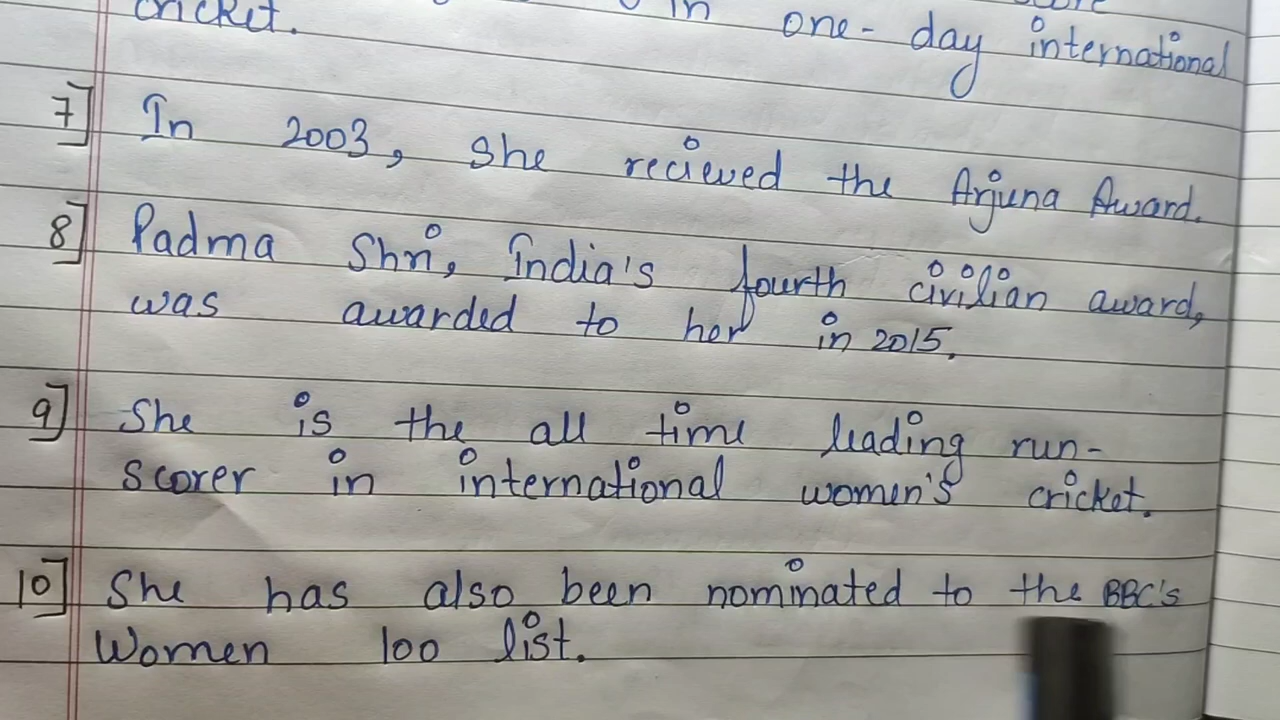 in one-day international
cricket.
7] In 2003, she recieved the Arjuna Award.
8] Padma Shri, India's fourth civilian award,
was awarded to her in 2015.
9] She is the all time leading run-
scorer in international women's cricket.
10] She has also been nominated to the BBC's
Women 100 list.